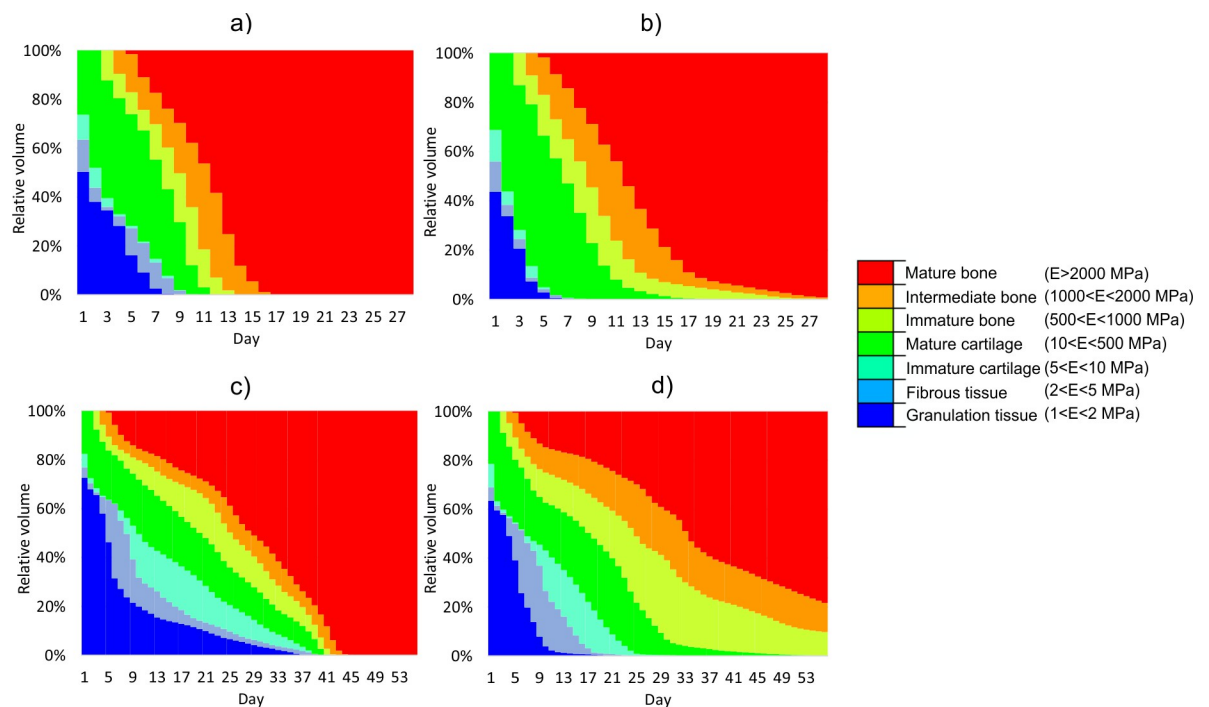 a)
100%
80%
60%
40%
20%
0%
Relative volume
1 3 5 7 9 11 13 15 17 19 21 23 25 27
Day
b)
100%
80%
60%
40%
20%
0%
Relative volume
1 3 5 7 9 11 13 15 17 19 21 23 25 27
Day
Mature bone (E>2000 MPa)
Intermediate bone (1000<E<2000 MPa)
Immature bone (500<E<1000 MPa)
Mature cartilage (10<E<500 MPa)
Immature cartilage (5<E<10 MPa)
Fibrous tissue (2<E<5 MPa)
Granulation tissue (1<E<2 MPa)
c)
100%
80%
60%
40%
20%
0%
Relative volume
1 5 9 13 17 21 25 29 33 37 41 45 49 53
Day
d)
100%
80%
60%
40%
20%
0%
Relative volume
1 5 9 13 17 21 25 29 33 37 41 45 49 53
Day